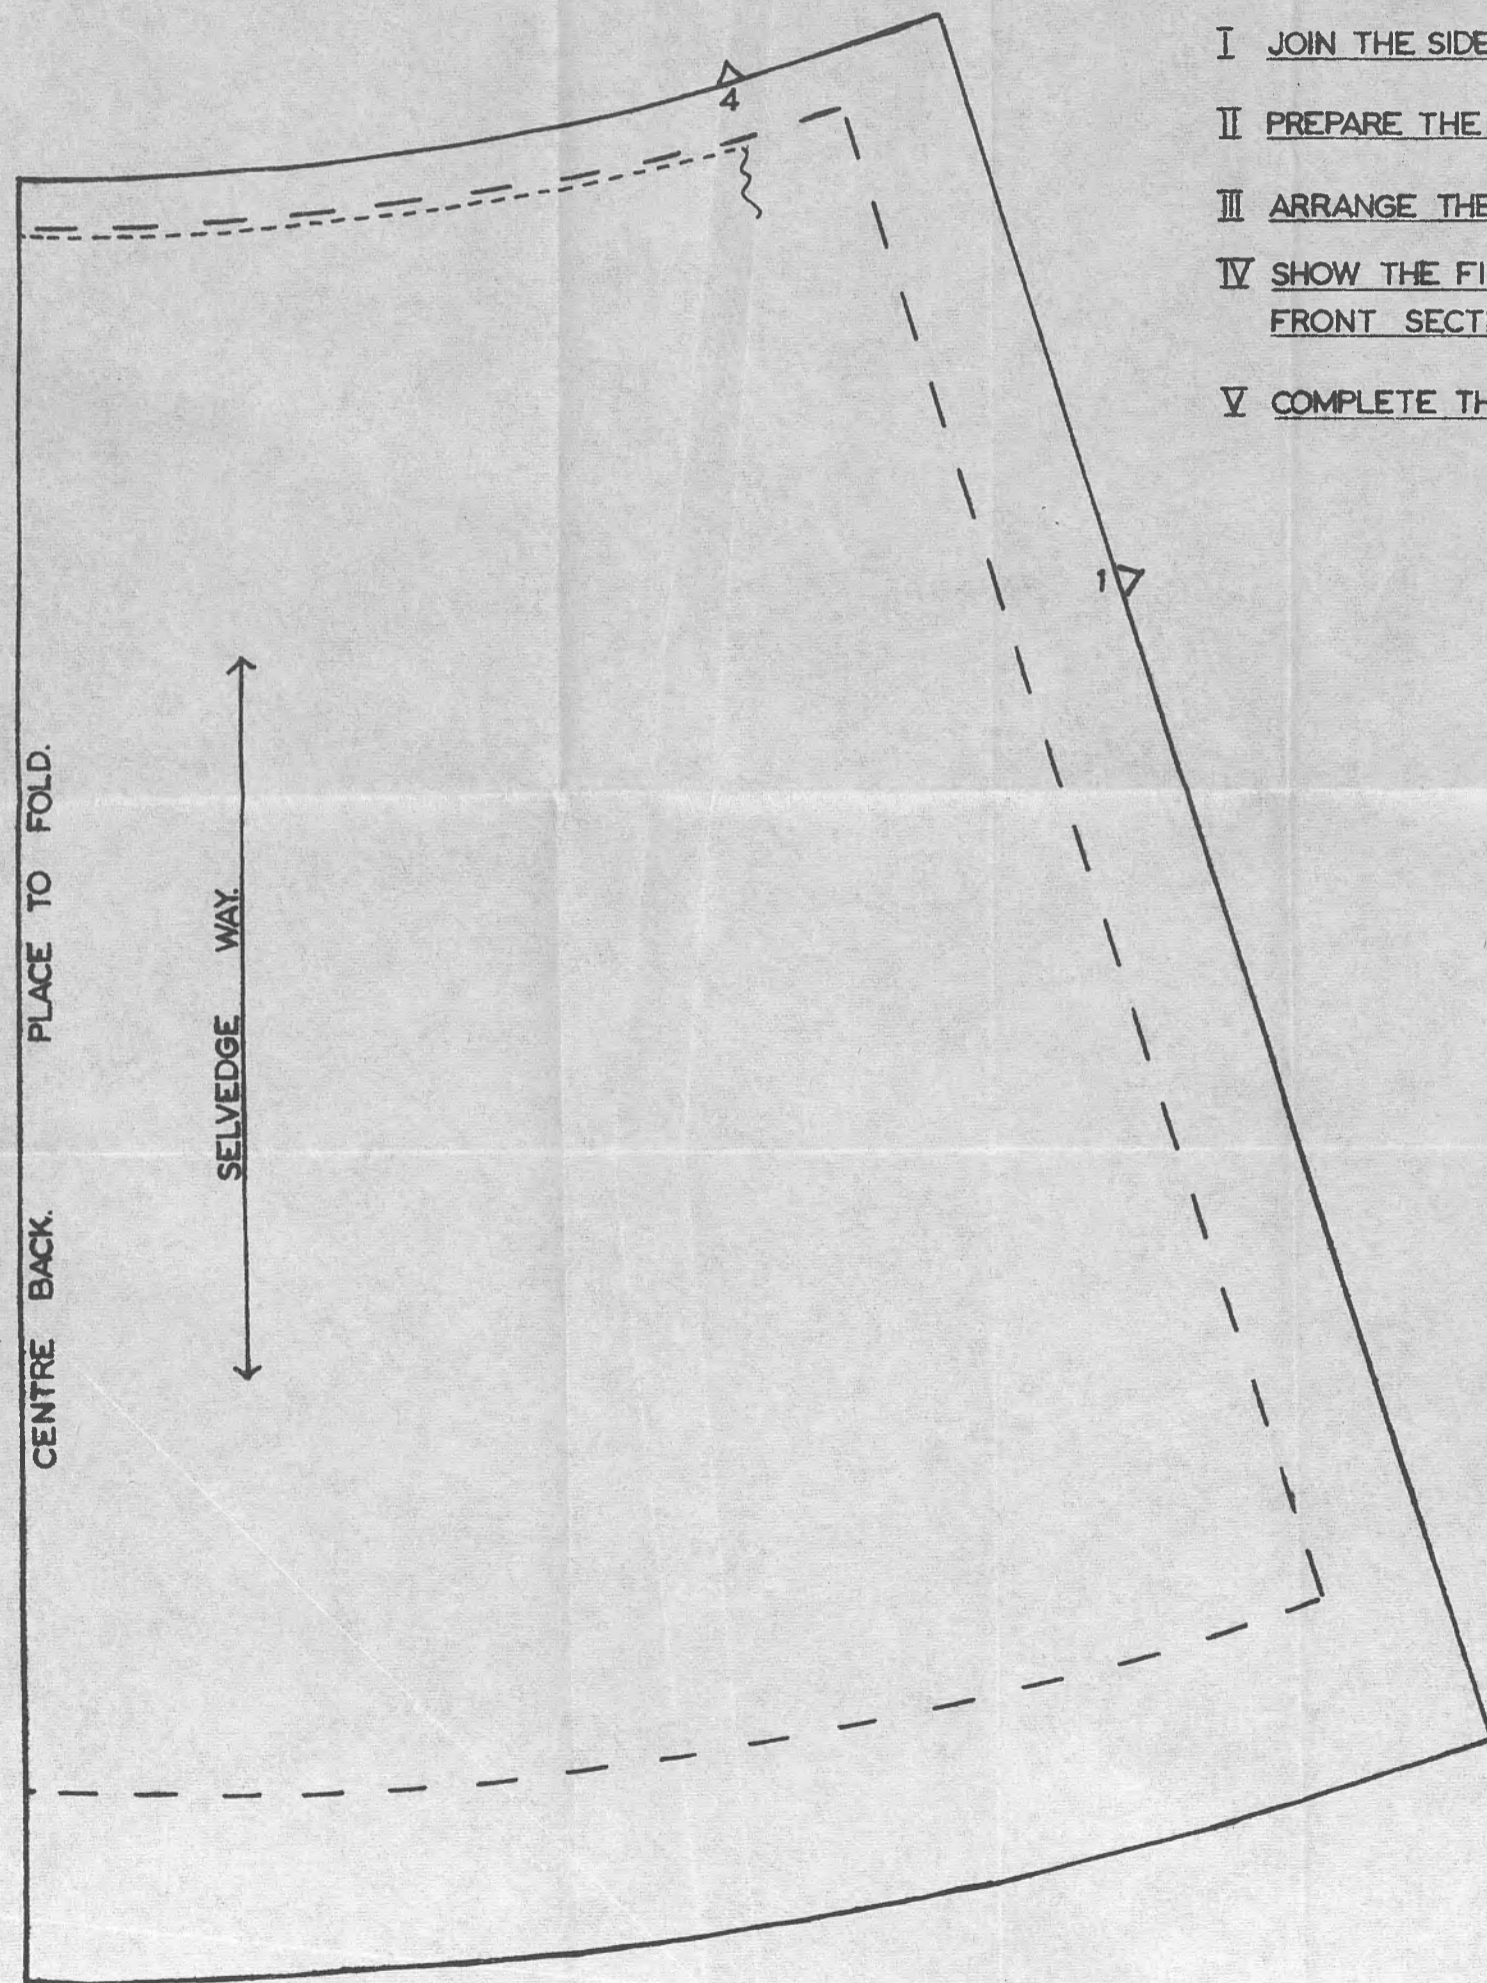 I JOIN THE SIDE
II PREPARE THE
III ARRANGE THE
IV SHOW THE FI
FRONT SECT
V COMPLETE TH
4
1
CENTRE BACK. PLACE TO FOLD.
SELVEDGE WAY.